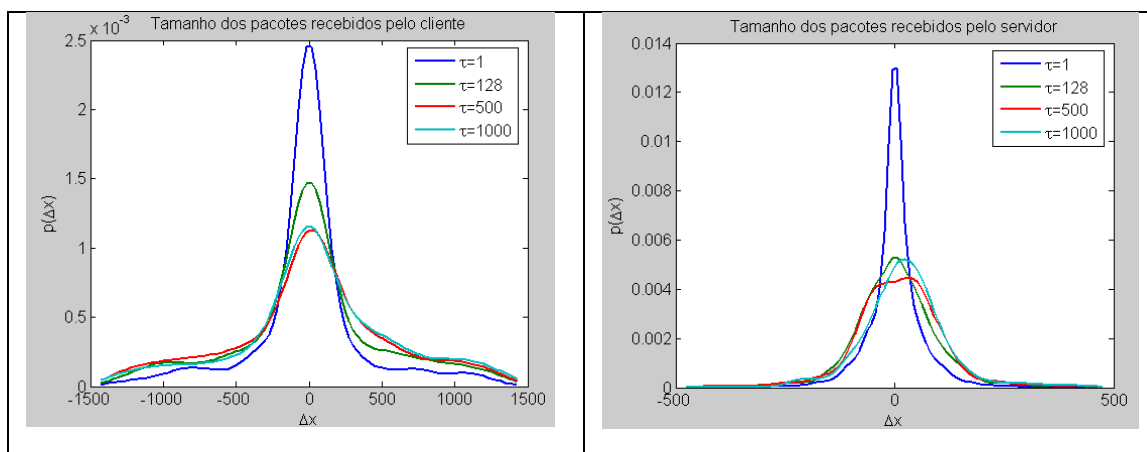 Tamanho dos pacotes recebidos pelo cliente
x 10⁻³
2.5
2
1.5
1
0.5
0
p(Δx)
-1500
-1000
-500
0
500
1000
1500
Δx
τ=1
τ=128
τ=500
τ=1000
Tamanho dos pacotes recebidos pelo servidor
0.014
0.012
0.01
0.008
0.006
0.004
0.002
0
p(Δx)
-500
0
500
Δx
τ=1
τ=128
τ=500
τ=1000